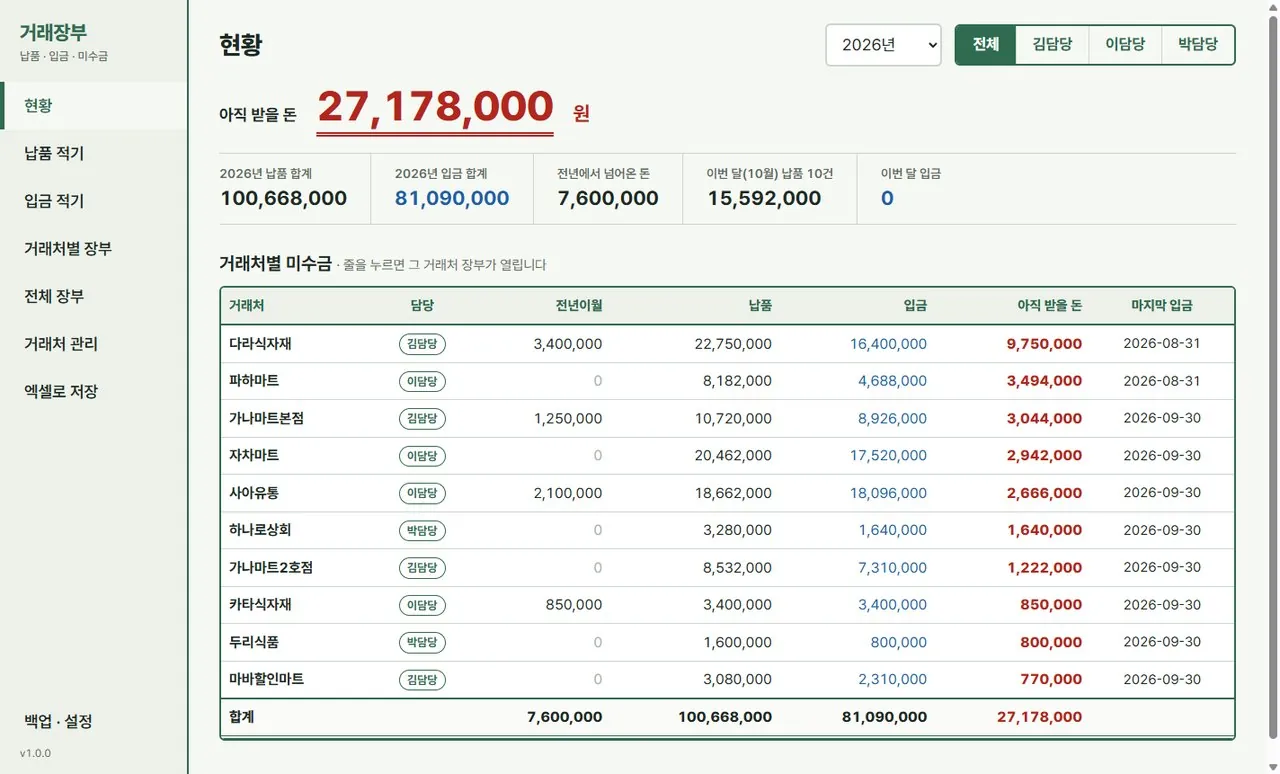 거래장부
납품 · 입금 · 미수금
현황
납품 적기
입금 적기
거래처별 장부
전체 장부
거래처 관리
엑셀로 저장
백업 · 설정
v1.0.0
현황
2026년
전체 김담당 이담당 박담당
아직 받을 돈 27,178,000 원
2026년 납품 합계 2026년 입금 합계 전년에서 넘어온 돈 이번 달(10월) 납품 10건 이번 달 입금
100,668,000 81,090,000 7,600,000 15,592,000 0
거래처별 미수금 · 줄을 누르면 그 거래처 장부가 열립니다
거래처 담당 전년이월 납품 입금 아직 받을 돈 마지막 입금
다라식자재 김담당 3,400,000 22,750,000 16,400,000 9,750,000 2026-08-31
파하마트 이담당 0 8,182,000 4,688,000 3,494,000 2026-08-31
가나마트본점 김담당 1,250,000 10,720,000 8,926,000 3,044,000 2026-09-30
자차마트 이담당 0 20,462,000 17,520,000 2,942,000 2026-09-30
사아유통 이담당 2,100,000 18,662,000 18,096,000 2,666,000 2026-09-30
하나로상회 박담당 0 3,280,000 1,640,000 1,640,000 2026-09-30
가나마트2호점 김담당 0 8,532,000 7,310,000 1,222,000 2026-09-30
카타식자재 이담당 850,000 3,400,000 3,400,000 850,000 2026-09-30
두리식품 박담당 0 1,600,000 800,000 800,000 2026-09-30
마바할인마트 김담당 0 3,080,000 2,310,000 770,000 2026-09-30
합계 7,600,000 100,668,000 81,090,000 27,178,000